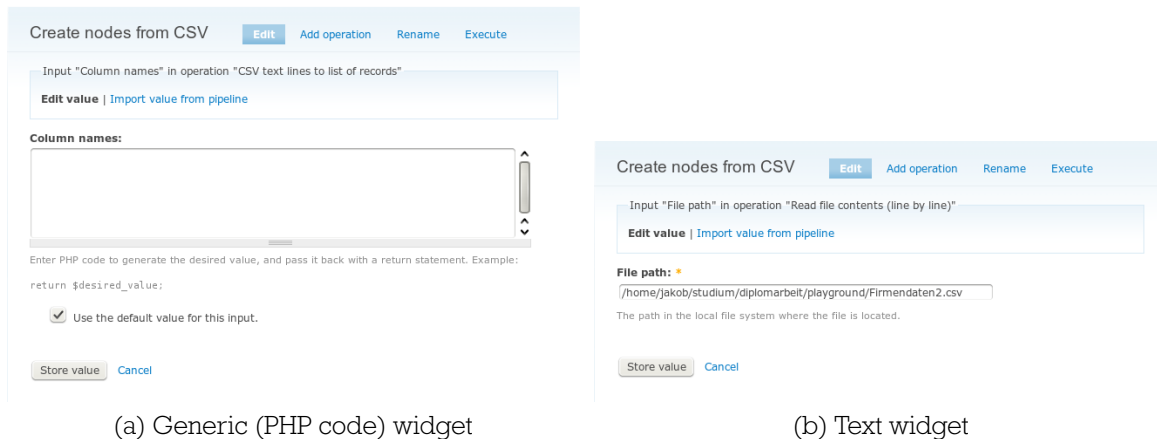 Create nodes from CSV Edit Add operation Rename Execute
Input "Column names" in operation "CSV text lines to list of records"
Edit value | Import value from pipeline
Column names:
Enter PHP code to generate the desired value, and pass it back with a return statement. Example:
return $desired_value;
Use the default value for this input.
Store value Cancel
(a) Generic (PHP code) widget
Create nodes from CSV Edit Add operation Rename Execute
Input "File path" in operation "Read file contents (line by line)"
Edit value | Import value from pipeline
File path: *
/home/jakob/studium/diplomarbeit/playground/Firmendaten2.csv
The path in the local file system where the file is located.
Store value Cancel
(b) Text widget